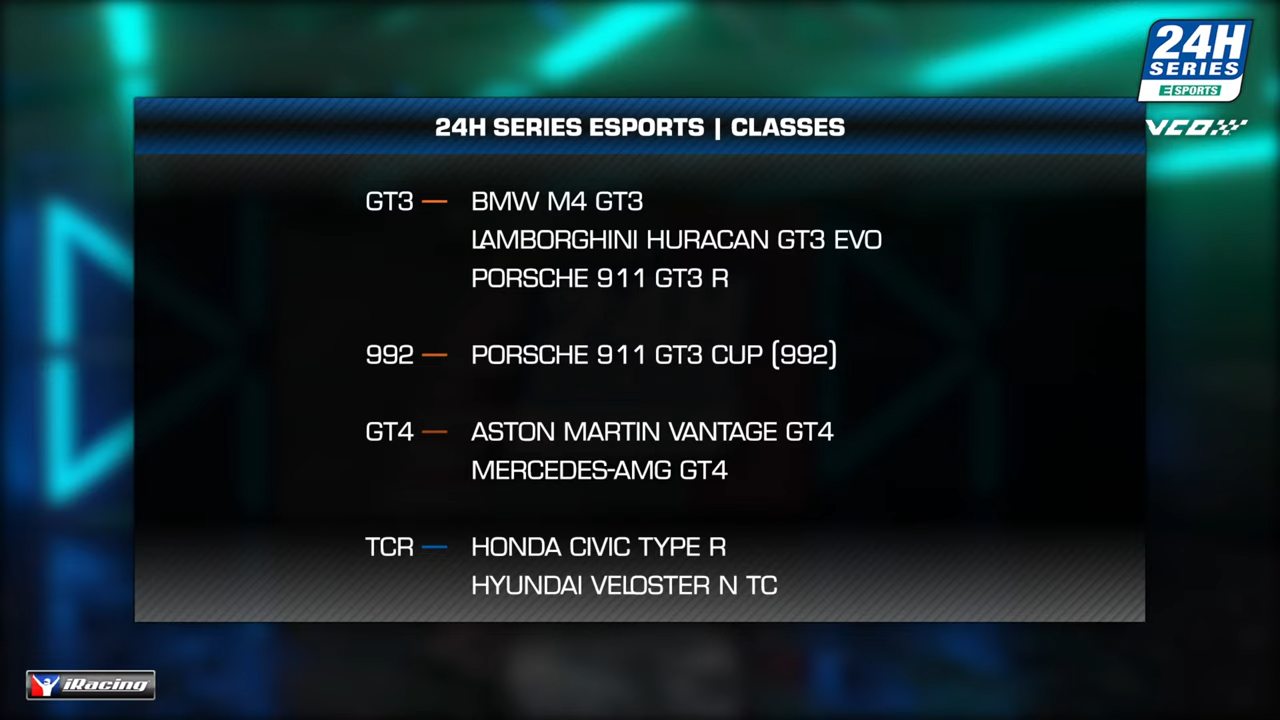 24H
SERIES
ESPORTS
VCO
24H SERIES ESPORTS | CLASSES
GT3 — BMW M4 GT3
LAMBORGHINI HURACAN GT3 EVO
PORSCHE 911 GT3 R
992 — PORSCHE 911 GT3 CUP (992)
GT4 — ASTON MARTIN VANTAGE GT4
MERCEDES-AMG GT4
TCR — HONDA CIVIC TYPE R
HYUNDAI VELOSTER N TC
iRacing